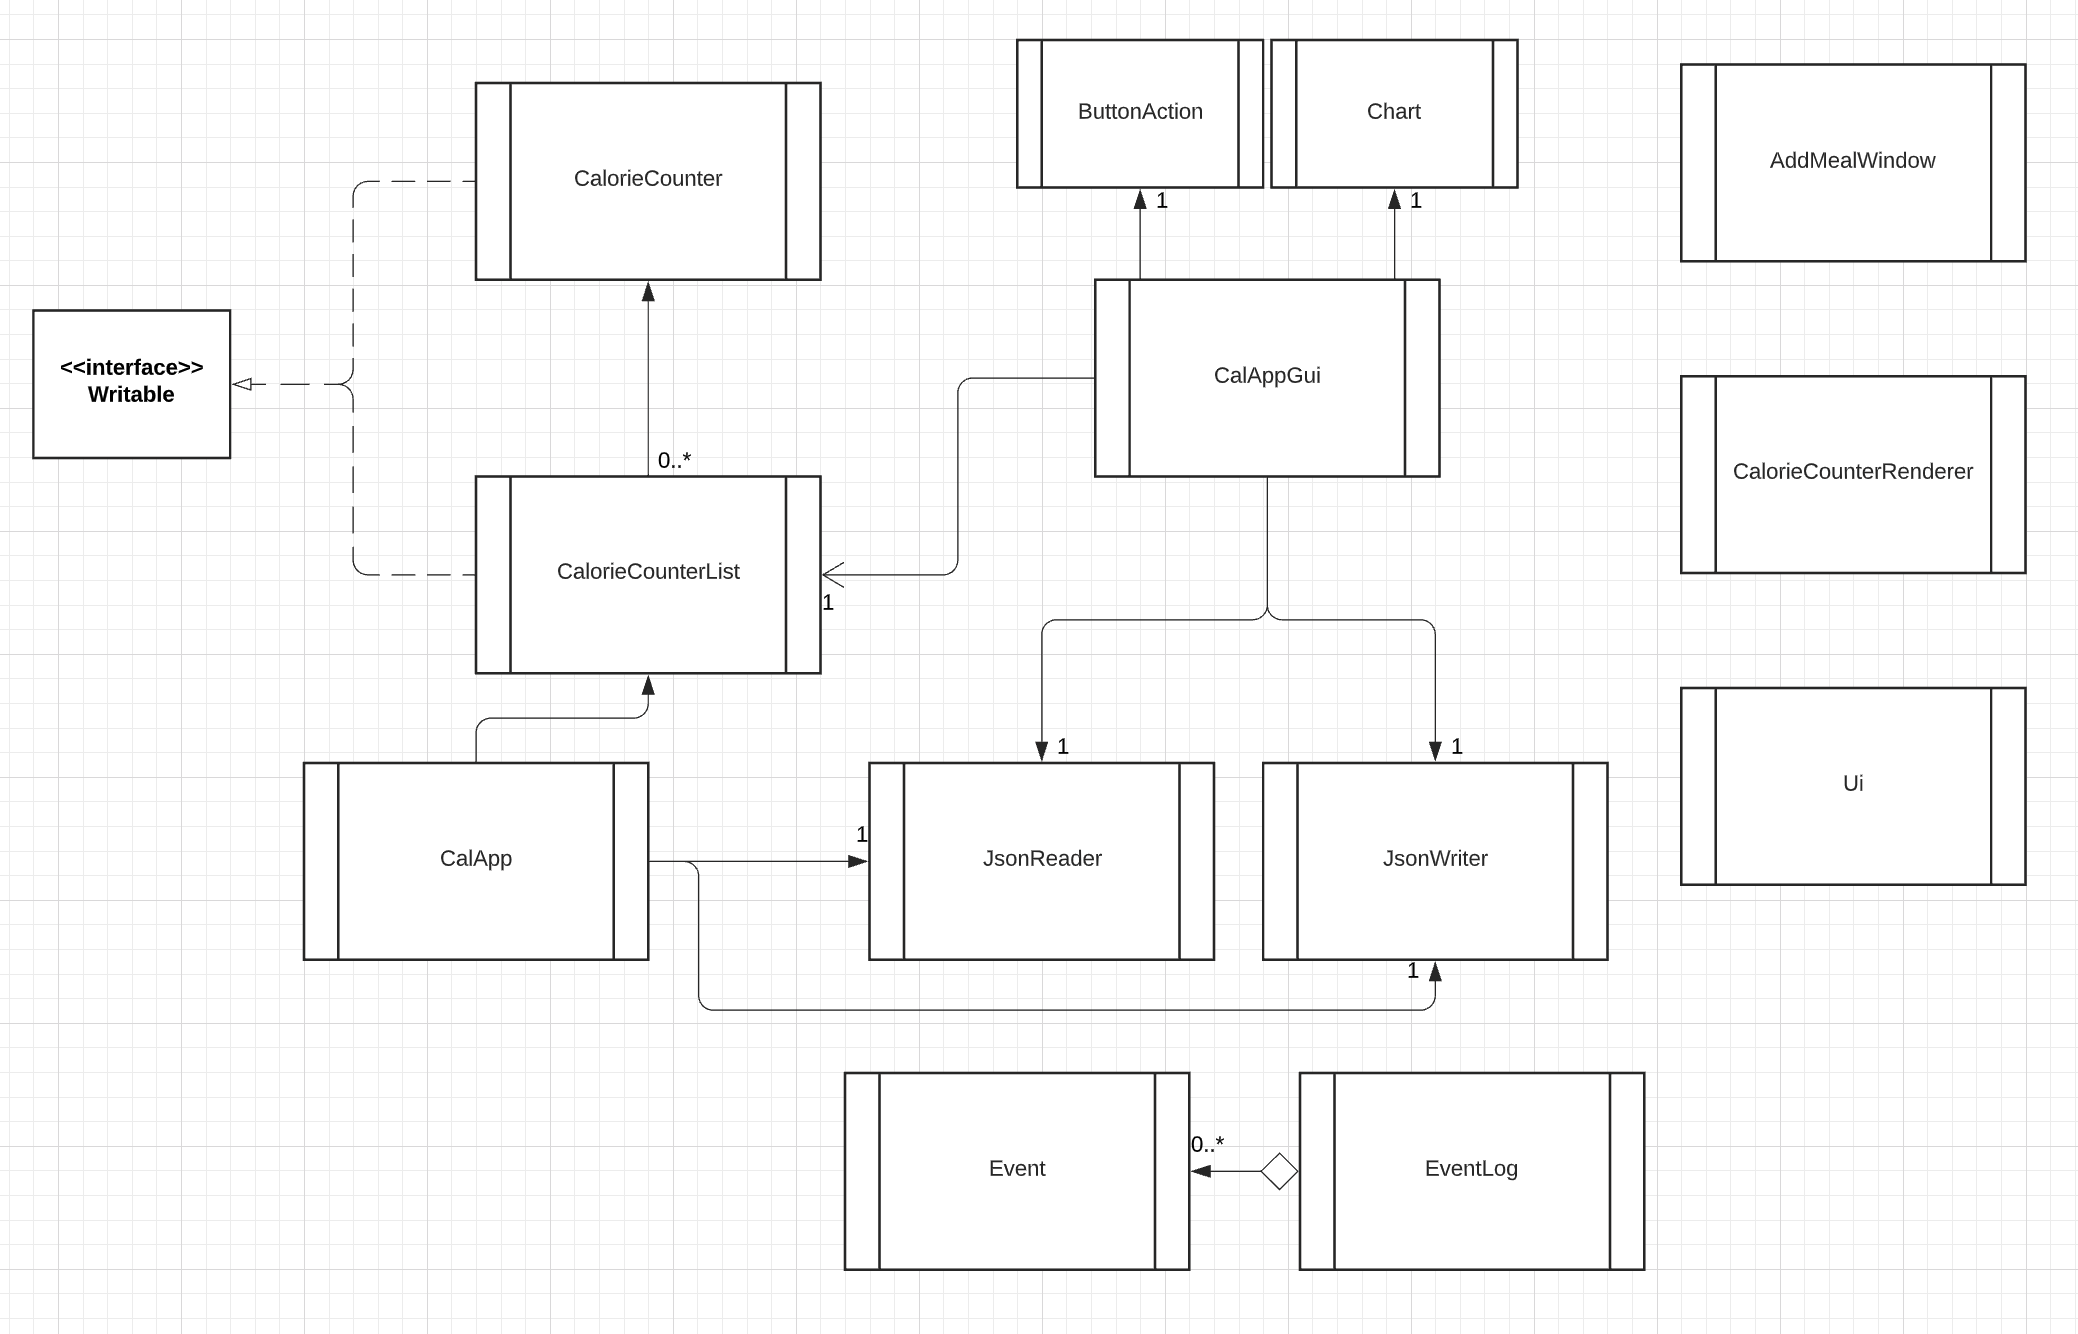 ButtonAction
Chart
AddMealWindow
CalorieCounter
1
1
<<interface>>
Writable
CalAppGui
0..*
CalorieCounterRenderer
CalorieCounterList
1
1
1
Ui
1
CalApp
JsonReader
JsonWriter
1
0..*
Event
EventLog